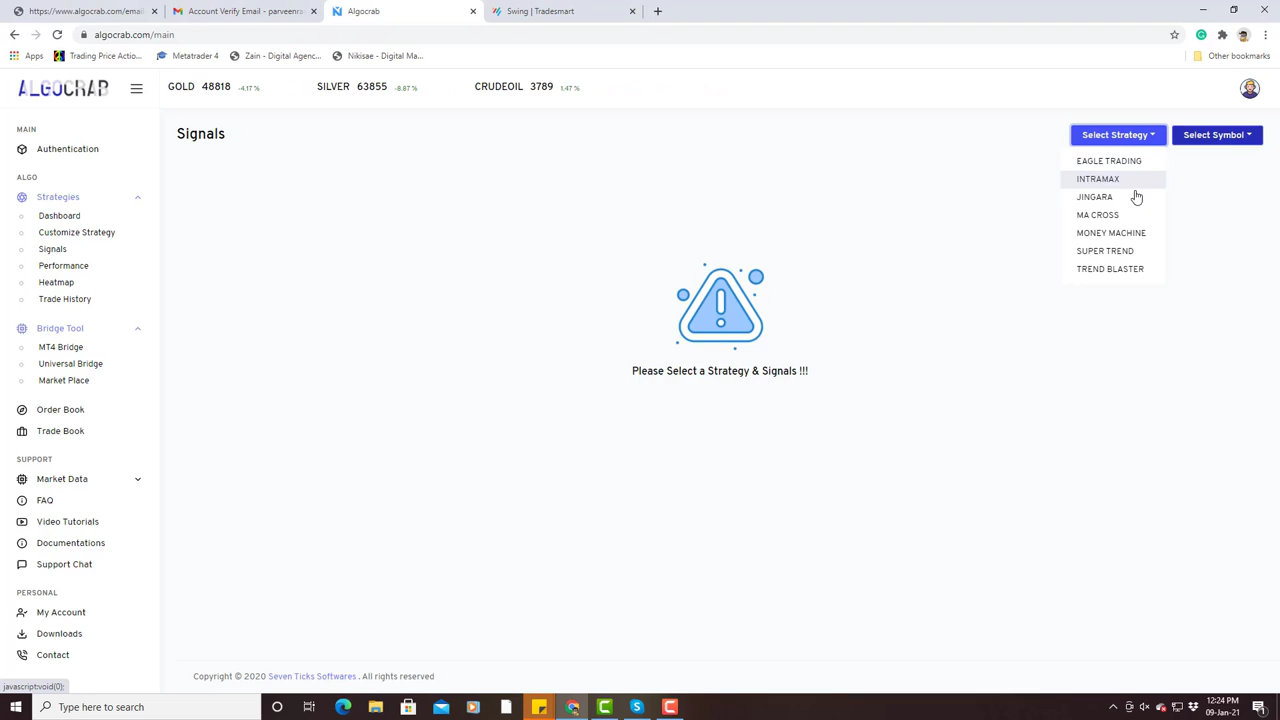 https://www.algocrab.com/email
Account Verify Email - parveenra
Algocrab
Swing | Tradesmart
algocrab.com/main
Apps
Trading Price Actio...
Metatrader 4
Zain - Digital Agenc...
Nikisae - Digital Ma...
Other bookmarks
ALGOCRAB
GOLD 48818 -4.17 %
SILVER 63855 -8.87 %
CRUDEOIL 3789 1.47 %
Signals
Select Strategy
Select Symbol
EAGLE TRADING
INTRAMAX
JINGARA
MA CROSS
MONEY MACHINE
SUPER TREND
TREND BLASTER
MAIN
Authentication
ALGO
Strategies
Dashboard
Customize Strategy
Signals
Performance
Heatmap
Trade History
Bridge Tool
MT4 Bridge
Universal Bridge
Market Place
Order Book
Trade Book
SUPPORT
Market Data
FAQ
Video Tutorials
Documentations
Support Chat
PERSONAL
My Account
Downloads
Contact
Please Select a Strategy & Signals !!!
Copyright © 2020 Seven Ticks Softwares . All rights reserved
javascript:void(0);
Type here to search
12:24 PM
09-Jan-21